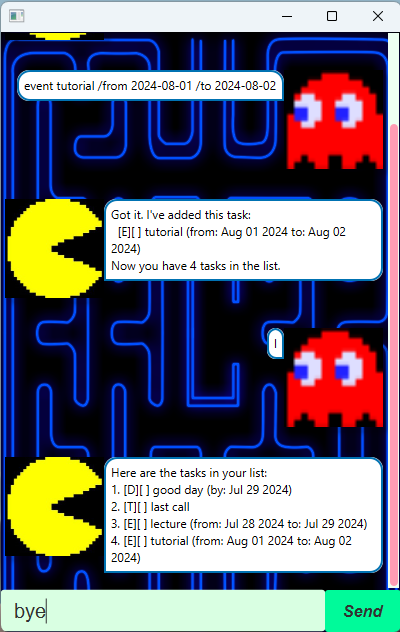 event tutorial /from 2024-08-01 /to 2024-08-02
Got it. I've added this task:
[E][ ] tutorial (from: Aug 01 2024 to: Aug 02
2024)
Now you have 4 tasks in the list.
l
Here are the tasks in your list:
1. [D][ ] good day (by: Jul 29 2024)
2. [T][ ] last call
3. [E][ ] lecture (from: Jul 28 2024 to: Jul 29 2024)
4. [E][ ] tutorial (from: Aug 01 2024 to: Aug 02
2024)
bye
Send